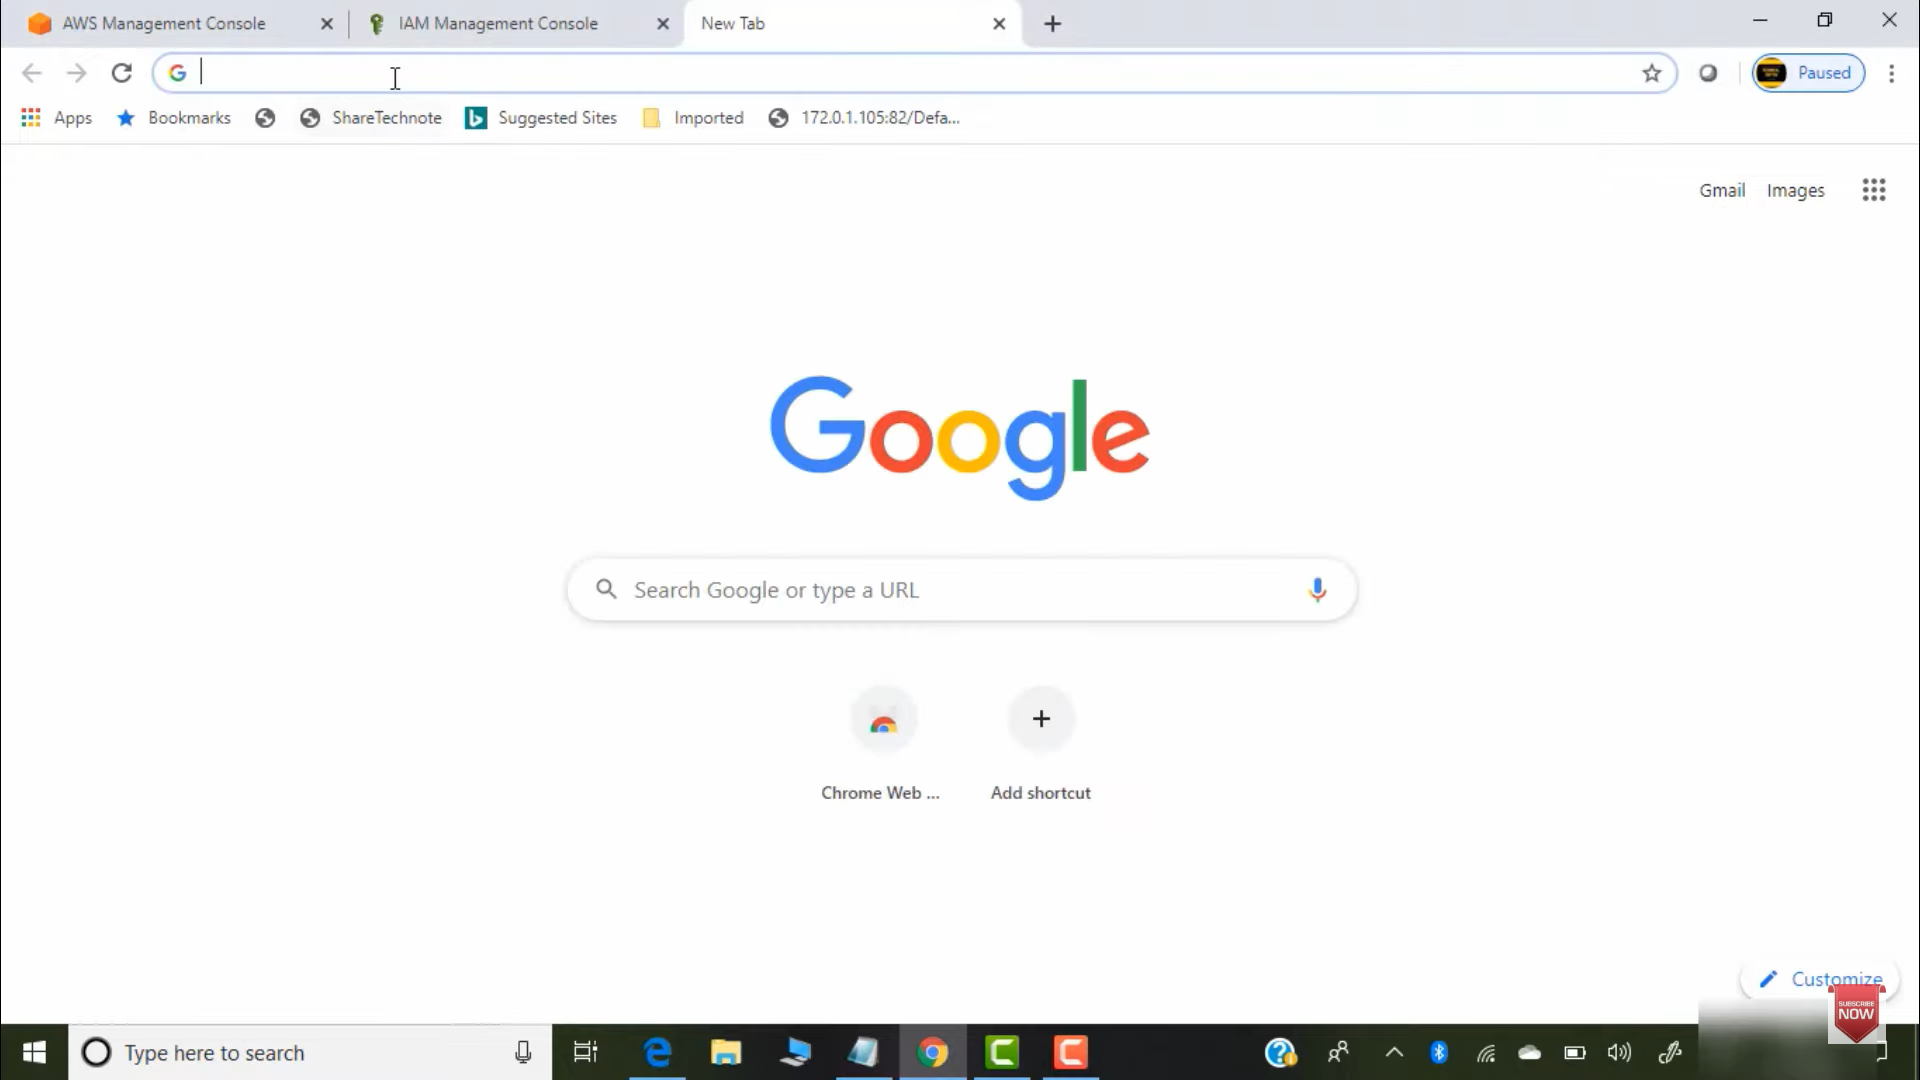 AWS Management Console
IAM Management Console
New Tab
Paused
Apps
Bookmarks
ShareTechnote
Suggested Sites
Imported
172.0.1.105:82/Defa...
Gmail
Images
Google
Search Google or type a URL
Chrome Web ...
Add shortcut
Customize
SUBSCRIBE
NOW
Type here to search